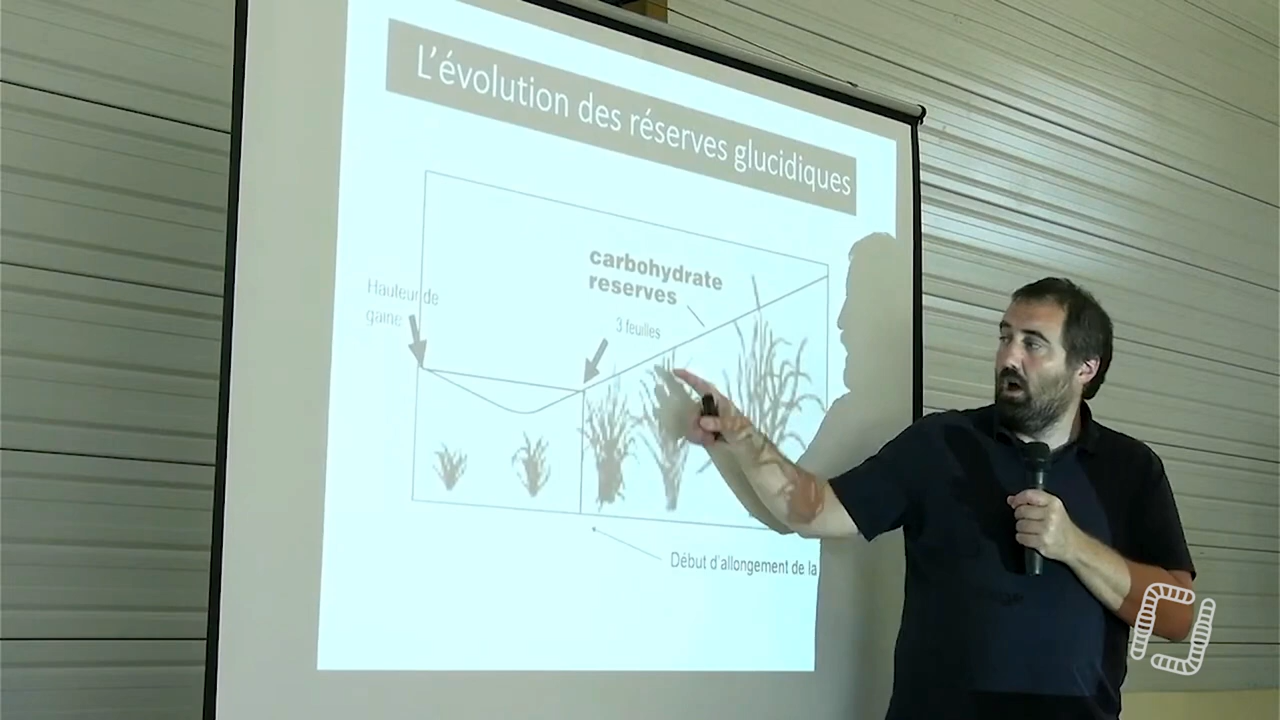 L'évolution des réserves glucidiques
carbohydrate
reserves
Hauteur de
gaine
3 feuilles
Début d'allongement de la